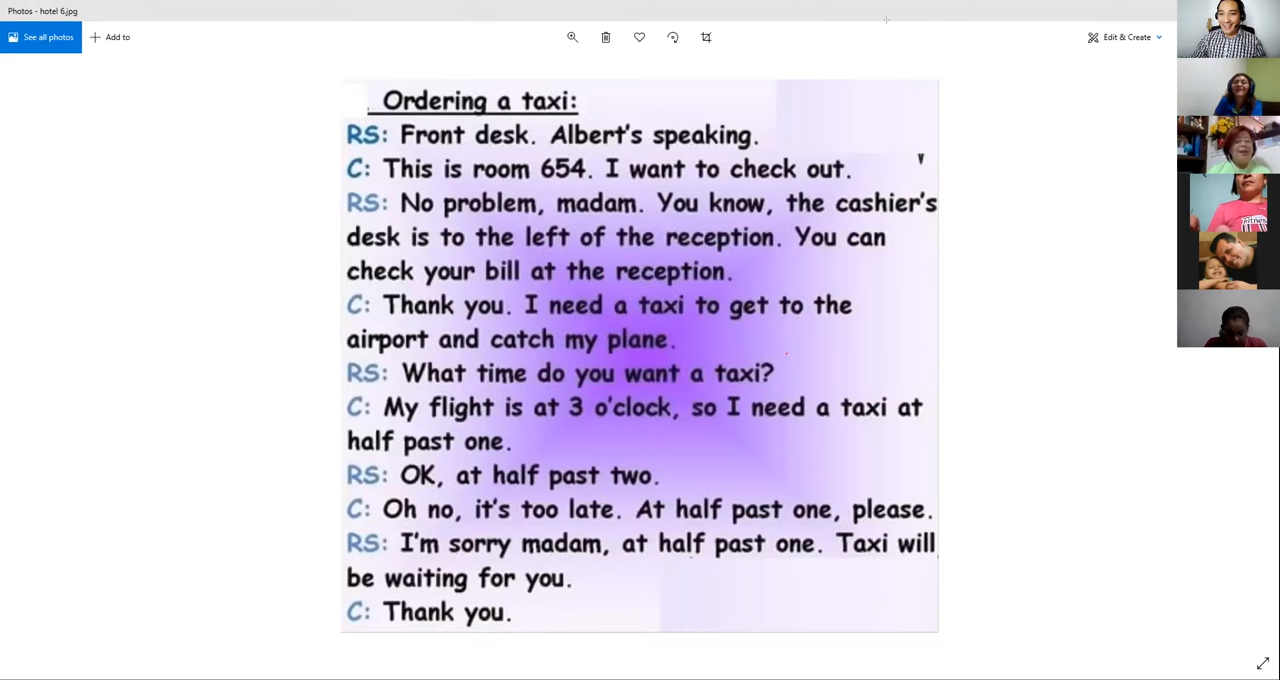 Photos - hotel 6.jpg
See all photos
Add to
Edit & Create
Ordering a taxi:
RS: Front desk. Albert's speaking.
C: This is room 654. I want to check out.
RS: No problem, madam. You know, the cashier's
desk is to the left of the reception. You can
check your bill at the reception.
C: Thank you. I need a taxi to get to the
airport and catch my plane.
RS: What time do you want a taxi?
C: My flight is at 3 o'clock, so I need a taxi at
half past one.
RS: OK, at half past two.
C: Oh no, it's too late. At half past one, please.
RS: I'm sorry madam, at half past one. Taxi will
be waiting for you.
C: Thank you.